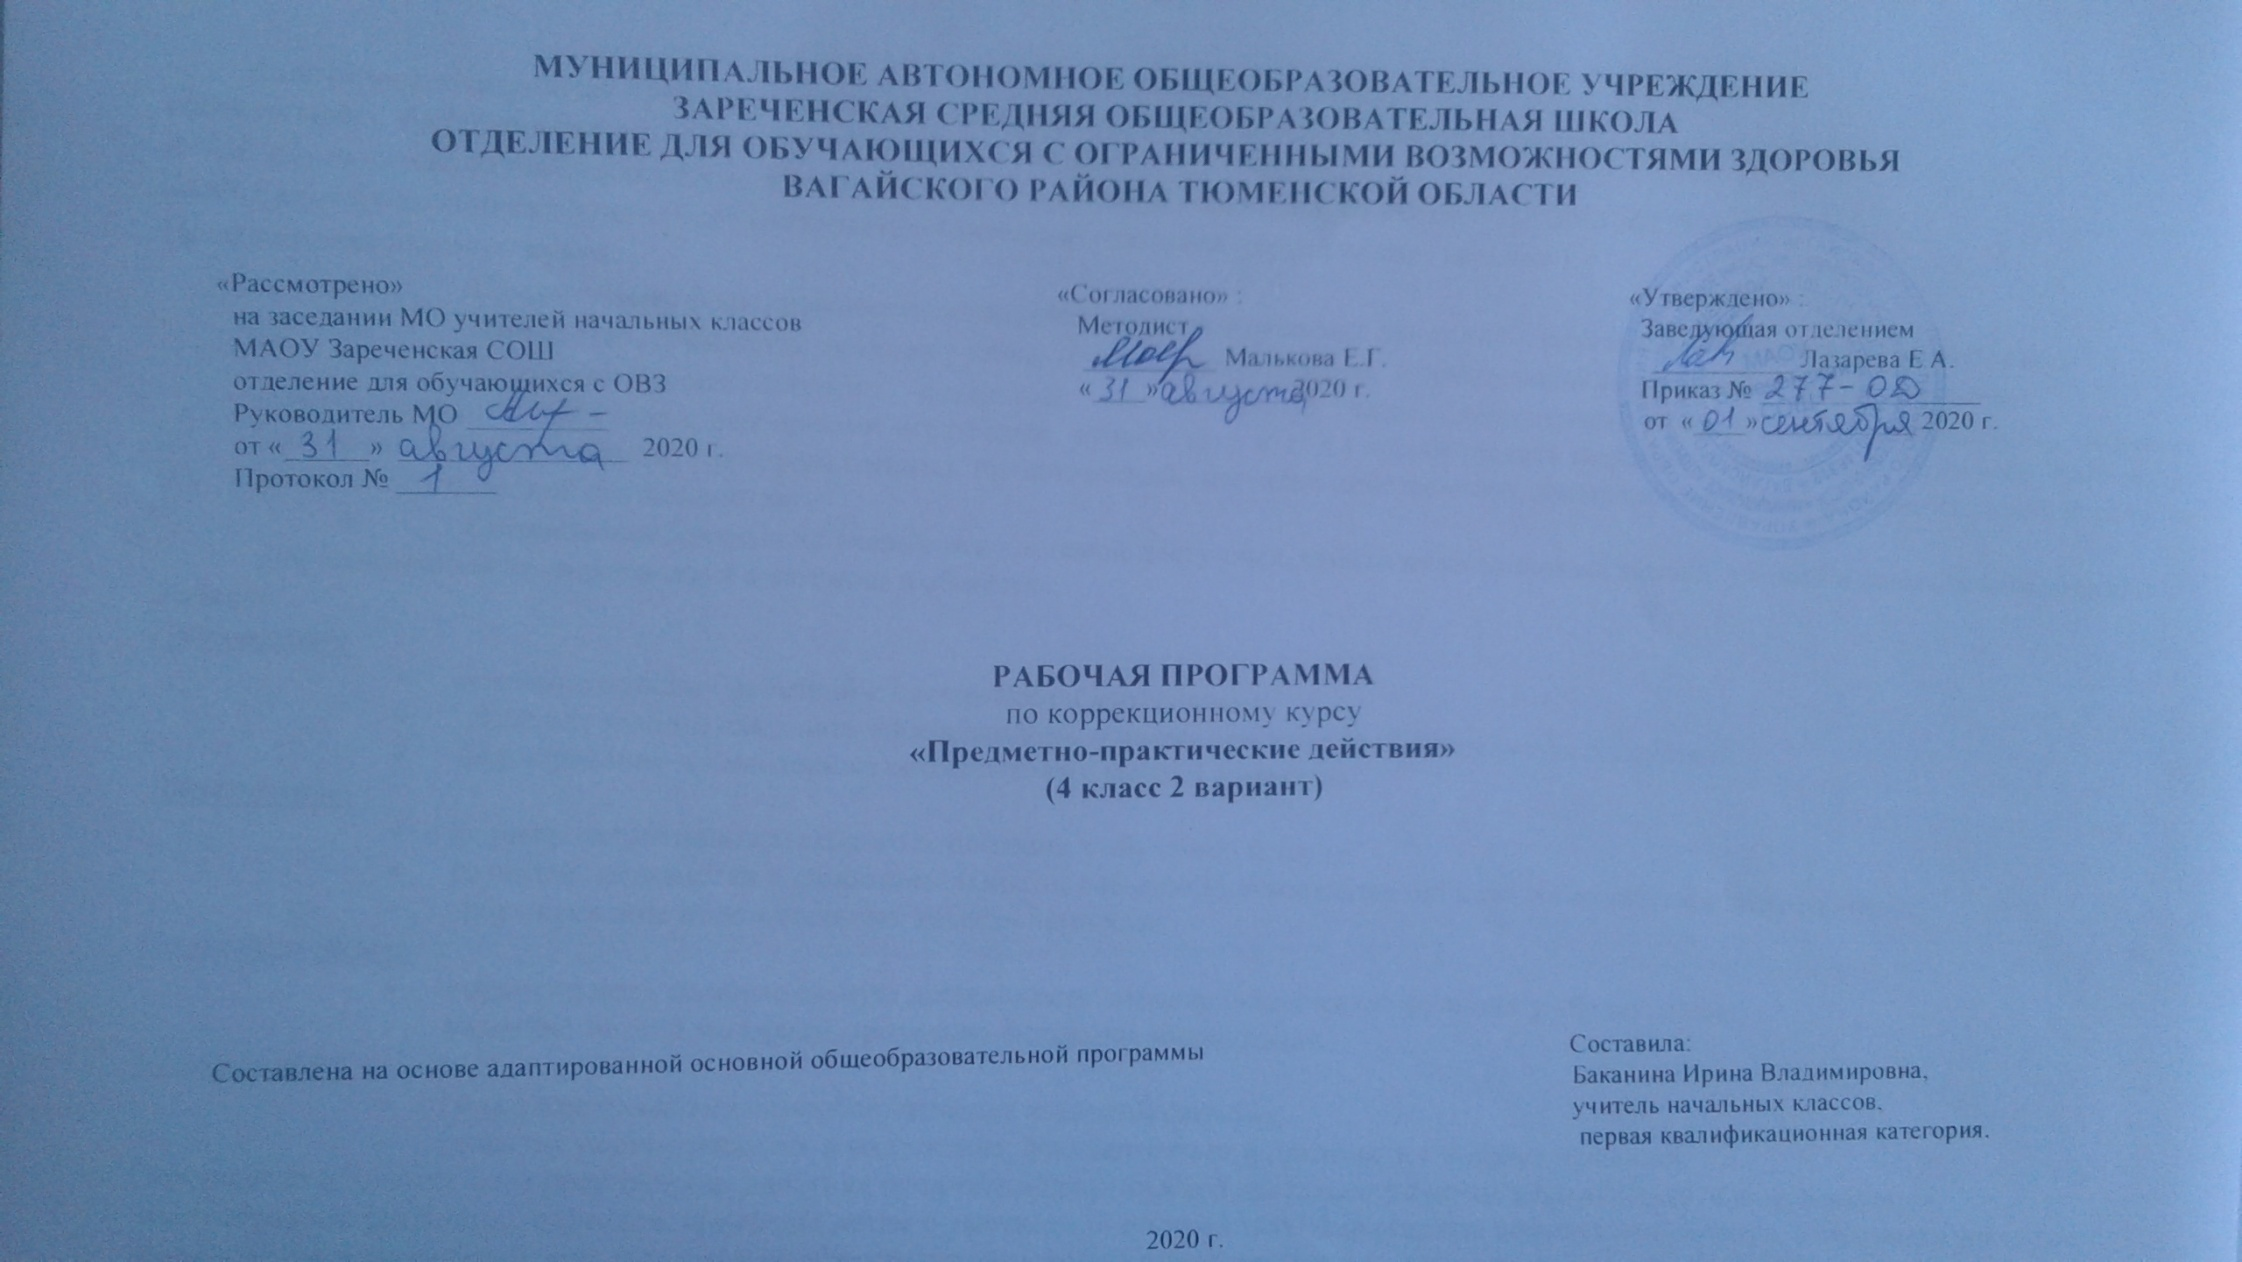 МУНИЦИПАЛЬНОЕ АВТОНОМНОЕ ОБЩЕОБРАЗОВАТЕЛЬНОЕ УЧРЕЖДЕНИЕ
ЗАРЕЧЕНСКАЯ СРЕДНЯЯ ОБЩЕОБРАЗОВАТЕЛЬНАЯ ШКОЛА
ОТДЕЛЕНИЕ ДЛЯ ОБУЧАЮЩИХСЯ С ОГРАНИЧЕННЫМИ ВОЗМОЖНОСТЯМИ ЗДОРОВЬЯ
ВАГАЙСКОГО РАЙОНА ТЮМЕНСКОЙ ОБЛАСТИ
«Рассмотрено»
на заседании МО учителей начальных классов
МАОУ Зареченская СОШ
отделение для обучающихся с ОВЗ
Руководитель МО
от « 31 » августа 2020 г.
Протокол № 1
«Согласовано» :
Методист
Малькова Е.Г.
« 31 » августа 2020 г.
«Утверждено» :
Заведующая отделением
Лазарева Е А.
Приказ № 277-ОД
от « 01 » сентября 2020 г.
РАБОЧАЯ ПРОГРАММА
по коррекционному курсу
«Предметно-практические действия»
(4 класс 2 вариант)
Составлена на основе адаптированной основной общеобразовательной программы
Составила:
Баканина Ирина Владимировна,
учитель начальных классов,
первая квалификационная категория.
2020 г.